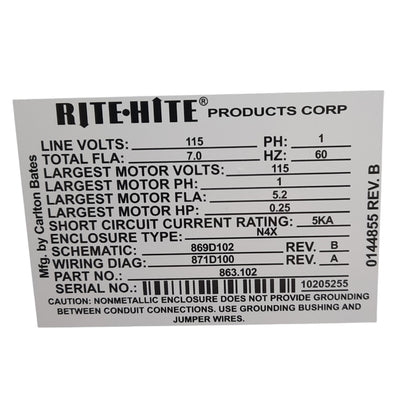 RITE-HITE® PRODUCTS CORP
LINE VOLTS: 115 PH: 1
TOTAL FLA: 7.0 HZ: 60
LARGEST MOTOR VOLTS: 115
LARGEST MOTOR PH: 1
LARGEST MOTOR FLA: 5.2
LARGEST MOTOR HP: 0.25
SHORT CIRCUIT CURRENT RATING: 5KA
ENCLOSURE TYPE: N4X
SCHEMATIC: 869D102 REV. B
WIRING DIAG: 871D100 REV. A
PART NO.: 863.102
SERIAL NO.: 10205255
CAUTION: NONMETALLIC ENCLOSURE DOES NOT PROVIDE GROUNDING
BETWEEN CONDUIT CONNECTIONS. USE GROUNDING BUSHING AND
JUMPER WIRES.
Mfg. by Carlton Bates
0144855 REV. B